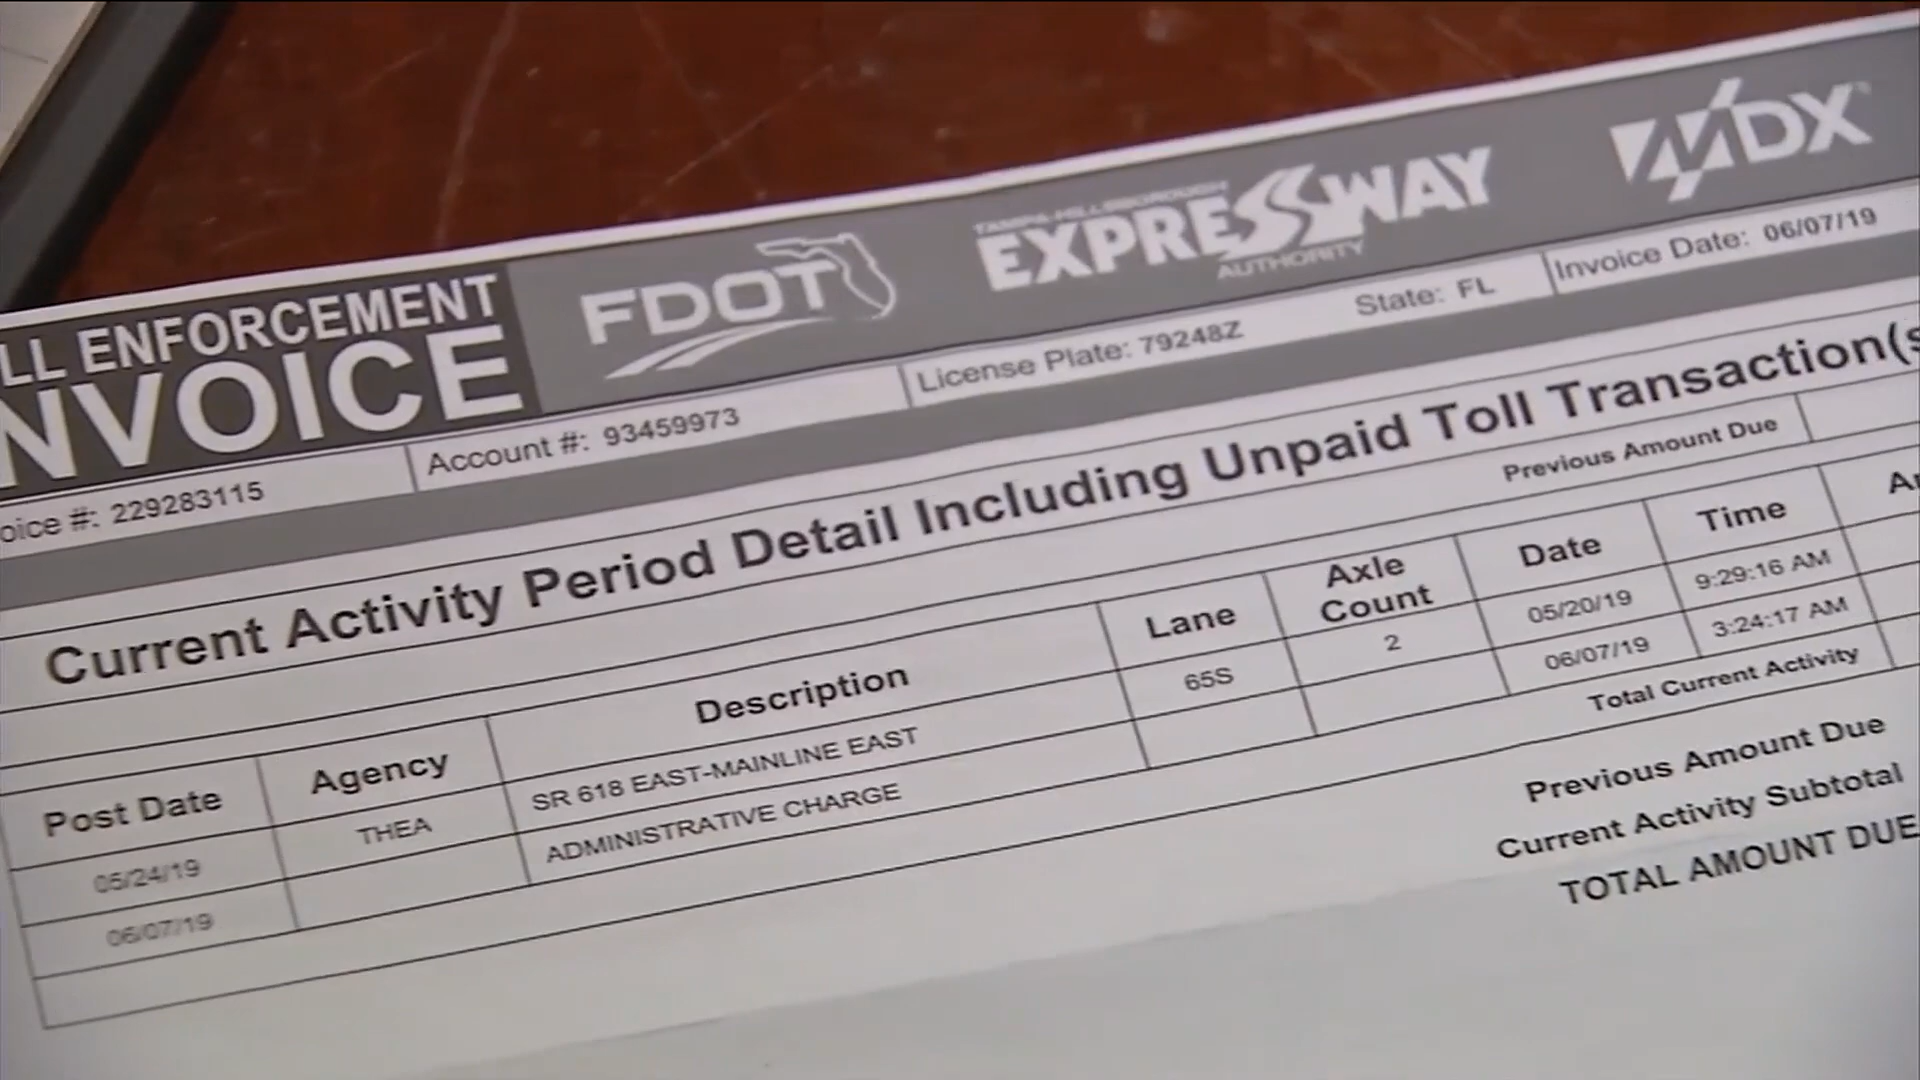 LL ENFORCEMENT
NVOICE
FDOT
TAMPA-HILLSBOROUGH
EXPRESSWAY
AUTHORITY
MDX
oice #: 229283115 Account #: 93459973 License Plate: 79248Z State: FL Invoice Date: 06/07/19
Current Activity Period Detail Including Unpaid Toll Transaction(s
Previous Amount Due
Post Date Agency Description Lane Axle Count Date Time
05/24/19 THEA SR 618 EAST-MAINLINE EAST 65S 2 05/20/19 9:29:16 AM
06/07/19 ADMINISTRATIVE CHARGE 06/07/19 3:24:17 AM
Total Current Activity
Previous Amount Due
Current Activity Subtotal
TOTAL AMOUNT DUE